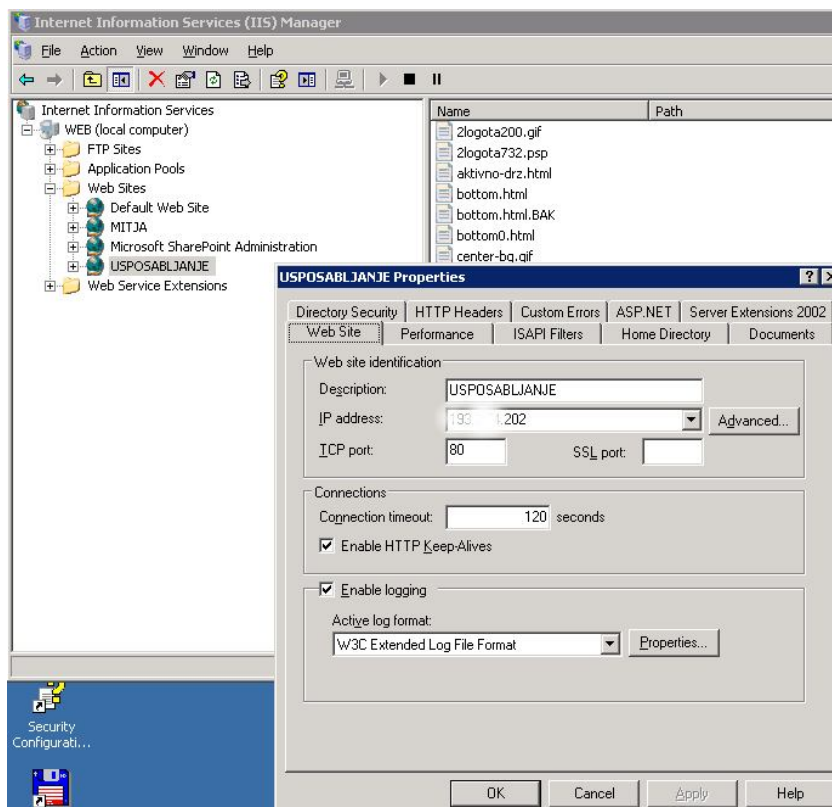 Internet Information Services (IIS) Manager
File Action View Window Help
Internet Information Services
WEB (local computer)
FTP Sites
Application Pools
Web Sites
Default Web Site
MITJA
Microsoft SharePoint Administration
USPOSABLJANJE
Web Service Extensions
Name Path
2logota200.gif
2logota732.psp
aktivno-drz.html
bottom.html
bottom.html.BAK
bottom0.html
center-bg.gif
USPOSABLJANJE Properties
Directory Security HTTP Headers Custom Errors ASP.NET Server Extensions 2002
Web Site Performance ISAPI Filters Home Directory Documents
Web site identification
Description: USPOSABLJANJE
IP address: 193. .202 Advanced...
TCP port: 80 SSL port:
Connections
Connection timeout: 120 seconds
Enable HTTP Keep-Alives
Enable logging
Active log format:
W3C Extended Log File Format Properties...
OK Cancel Apply Help
Security
Configurati...